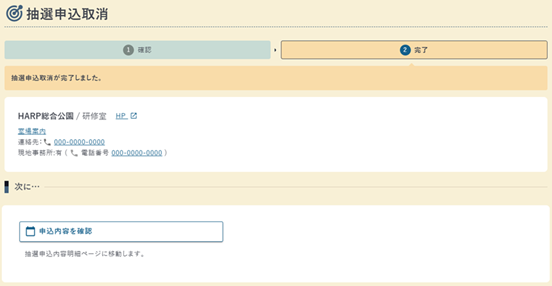 抽選申込取消
1 確認
2 完了
抽選申込取消が完了しました。
HARP総合公園 / 研修室 HP
室場案内
連絡先: 000-0000-0000
現地事務所:有 ( 電話番号 000-0000-0000 )
次に…
申込内容を確認
抽選申込内容明細ページに移動します。